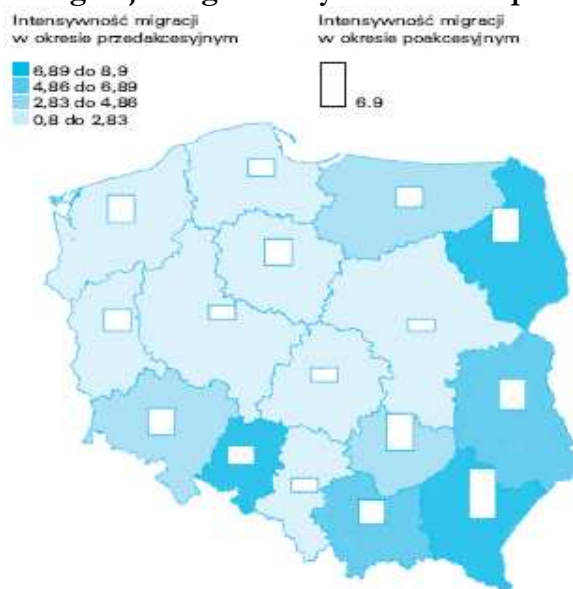 Intensywność migracji
w okresie przedakcesyjnym
6,89 do 8,9
4,86 do 6,89
2,83 do 4,86
0,8 do 2,83
Intensywność migracji
w okresie poakcesyjnym
6.9